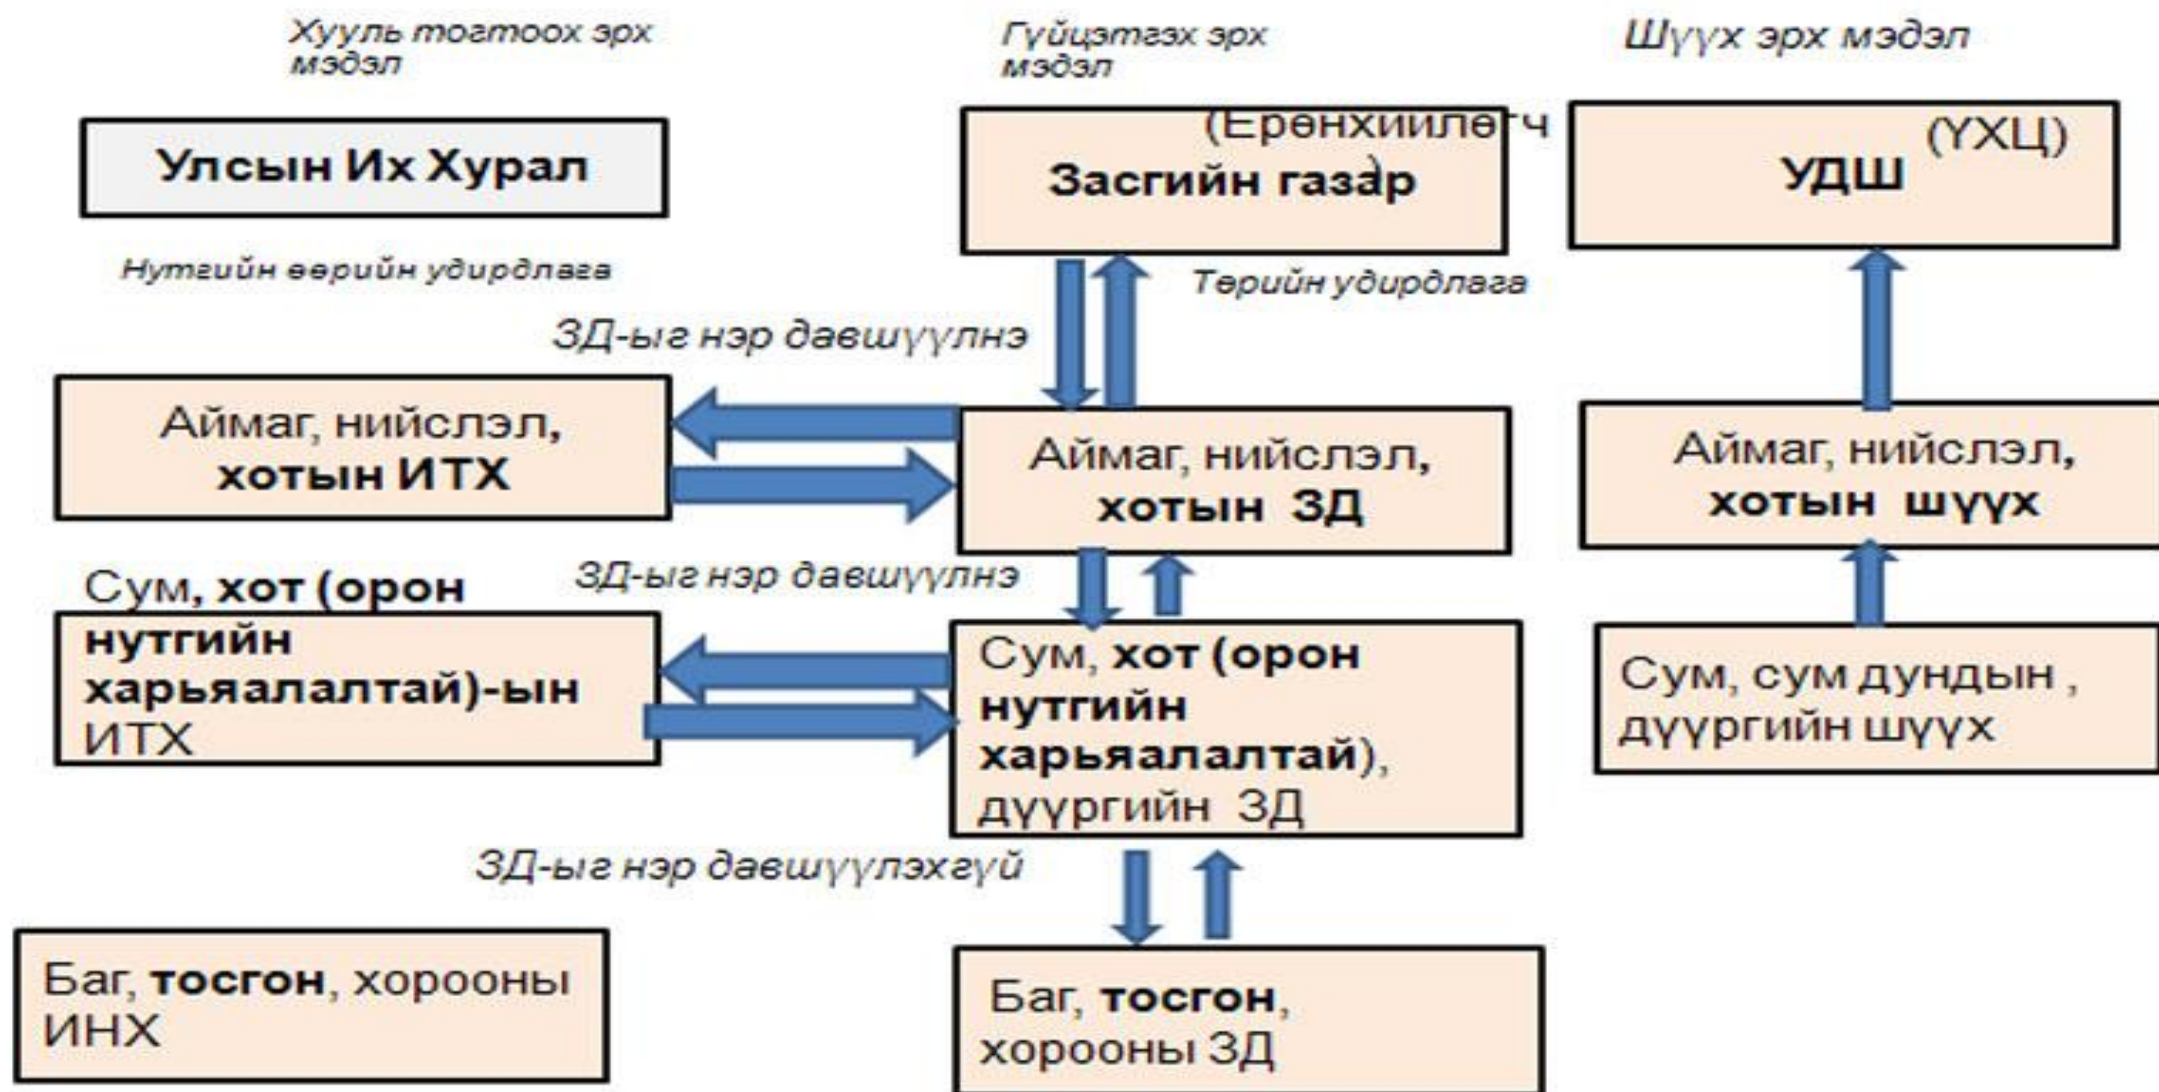 Хууль тогтоох эрх
мэдэл
Гүйцэтгэх эрх
мэдэл
Шүүх эрх мэдэл
Улсын Их Хурал
(Ерөнхийлөгч
)
Засгийн газар
(ҮХЦ)
УДШ
Нутгийн өөрийн удирдлага
Төрийн удирдлага
ЗД-ыг нэр давшүүлнэ
Аймаг, нийслэл,
хотын ИТХ
Аймаг, нийслэл,
хотын ЗД
Аймаг, нийслэл,
хотын шүүх
ЗД-ыг нэр давшүүлнэ
Сум, хот (орон
нутгийн
харьяалалтай)-ын
ИТХ
Сум, хот (орон
нутгийн
харьяалалтай),
дүүргийн ЗД
Сум, сум дундын ,
дүүргийн шүүх
ЗД-ыг нэр давшүүлэхгүй
Баг, тосгон, хорооны
ИНХ
Баг, тосгон,
хорооны ЗД